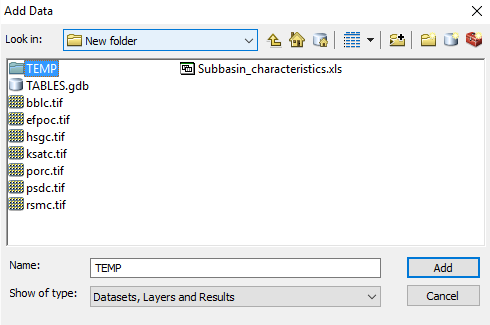 Add Data
Look in: New folder
TEMP
TABLES.gdb
bblc.tif
efpoc.tif
hsgc.tif
ksatc.tif
porc.tif
psdc.tif
rsmc.tif
Subbasin_characteristics.xls
Name: TEMP
Add
Show of type: Datasets, Layers and Results
Cancel